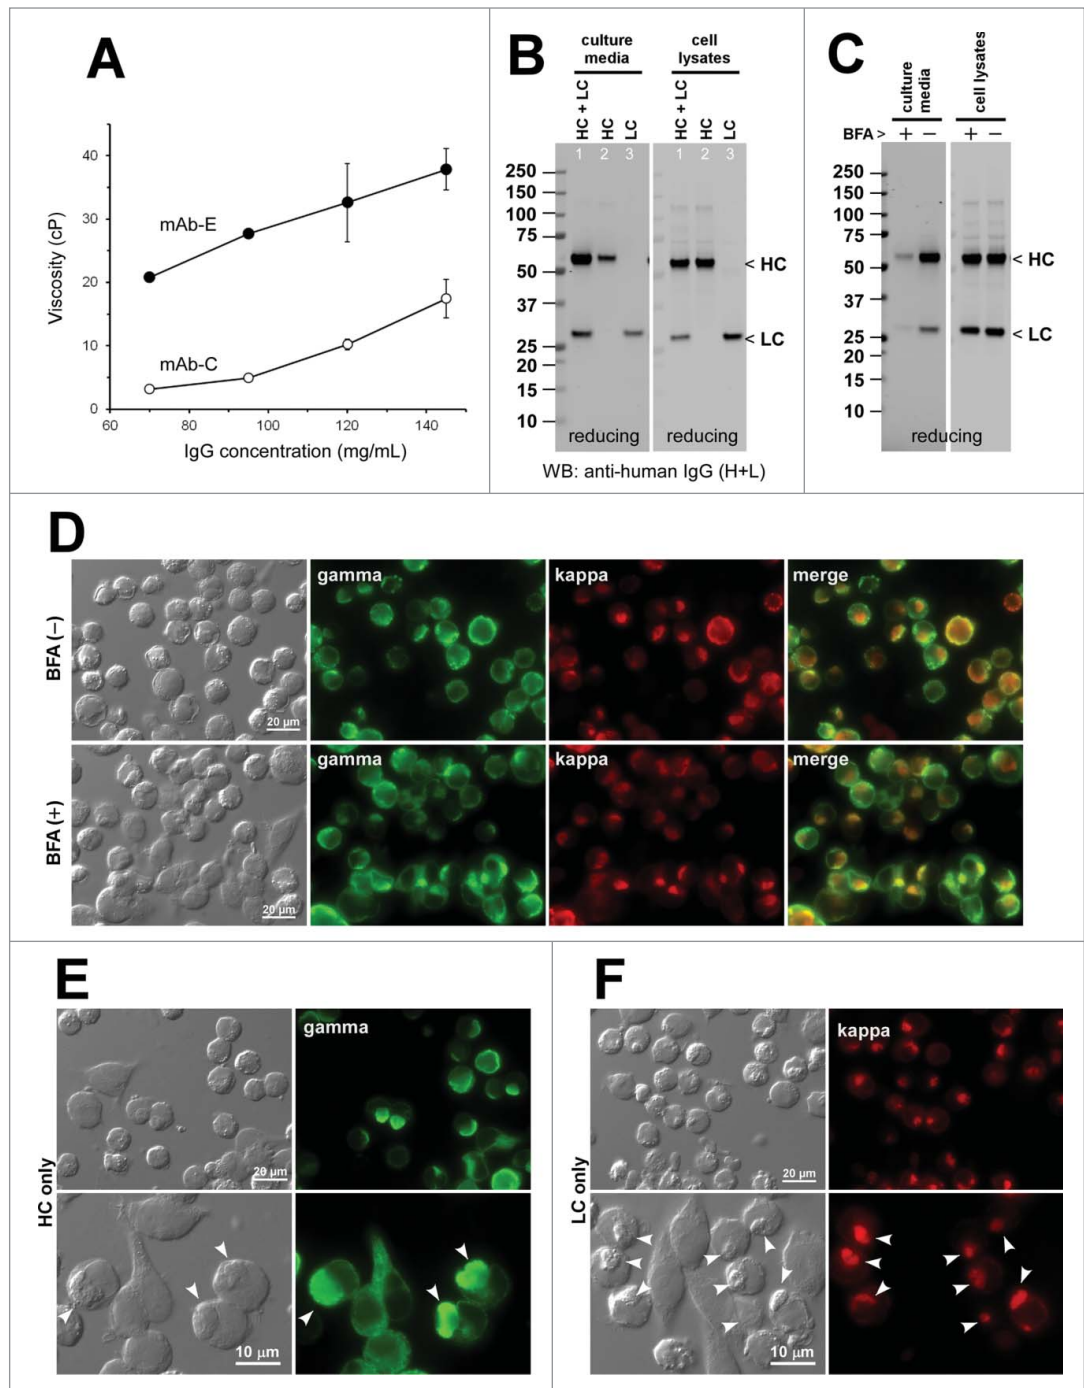 A
Viscosity (cP)
40
30
20
10
0
mAb-E
mAb-C
60
80
100
120
140
IgG concentration (mg/mL)
B
culture media
cell lysates
HC + LC
HC
LC
HC + LC
HC
LC
1 2 3
1 2 3
250
150
100
75
50
37
25
20
15
10
< HC
< LC
reducing
reducing
WB: anti-human IgG (H+L)
C
culture media
cell lysates
BFA > + − + −
250
150
100
75
50
37
25
20
15
10
< HC
< LC
reducing
D
BFA (−)
20 µm
gamma
kappa
merge
BFA (+)
20 µm
gamma
kappa
merge
E
HC only
20 µm
gamma
10 µm
F
LC only
20 µm
kappa
10 µm